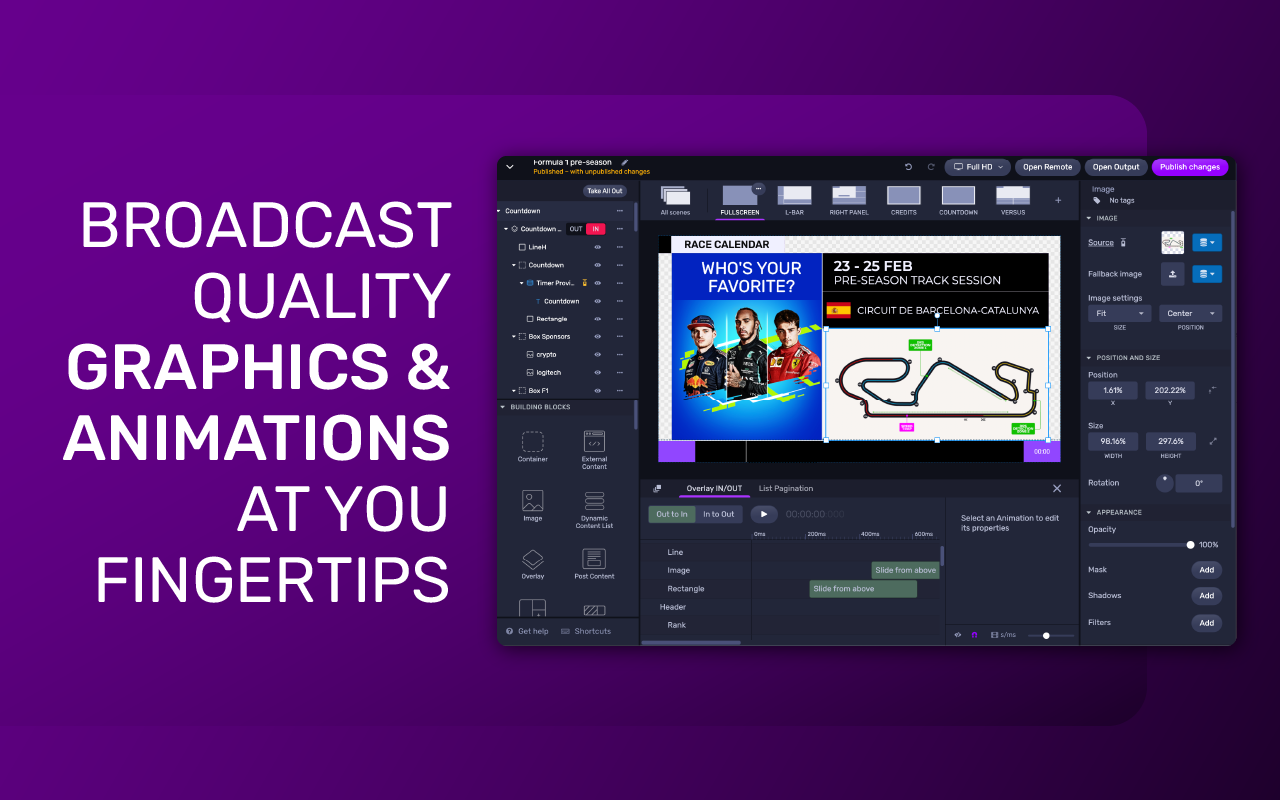 BROADCAST
QUALITY
GRAPHICS &
ANIMATIONS
AT YOU
FINGERTIPS
Formula 1 pre-season
Published - with unpublished changes
Full HD
Open Remote
Open Output
Publish changes
Take All Out
Countdown
Countdown ...
OUT
IN
LineH
Countdown
Timer Provi...
Countdown
Rectangle
Box Sponsors
crypto
logitech
Box F1
BUILDING BLOCKS
Container
External
Content
Image
Dynamic
Content List
Overlay
Post Content
Get help
Shortcuts
All scenes
FULLSCREEN
L-BAR
RIGHT PANEL
CREDITS
COUNTDOWN
VERSUS
RACE CALENDAR
WHO'S YOUR
FAVORITE?
23 - 25 FEB
PRE-SEASON TRACK SESSION
CIRCUIT DE BARCELONA-CATALUNYA
00:00
Overlay IN/OUT
List Pagination
Out to In
In to Out
00:00:00:000
0ms
200ms
400ms
600ms
Line
Image
Slide from above
Rectangle
Slide from above
Header
Rank
Select an Animation to edit
its properties
s/ms
Image
No tags
IMAGE
Source
Fallback image
Image settings
Fit
Center
SIZE
POSITION
POSITION AND SIZE
Position
1.61%
202.22%
X
Y
Size
98.16%
297.6%
WIDTH
HEIGHT
Rotation
0°
APPEARANCE
Opacity
100%
Mask
Add
Shadows
Add
Filters
Add